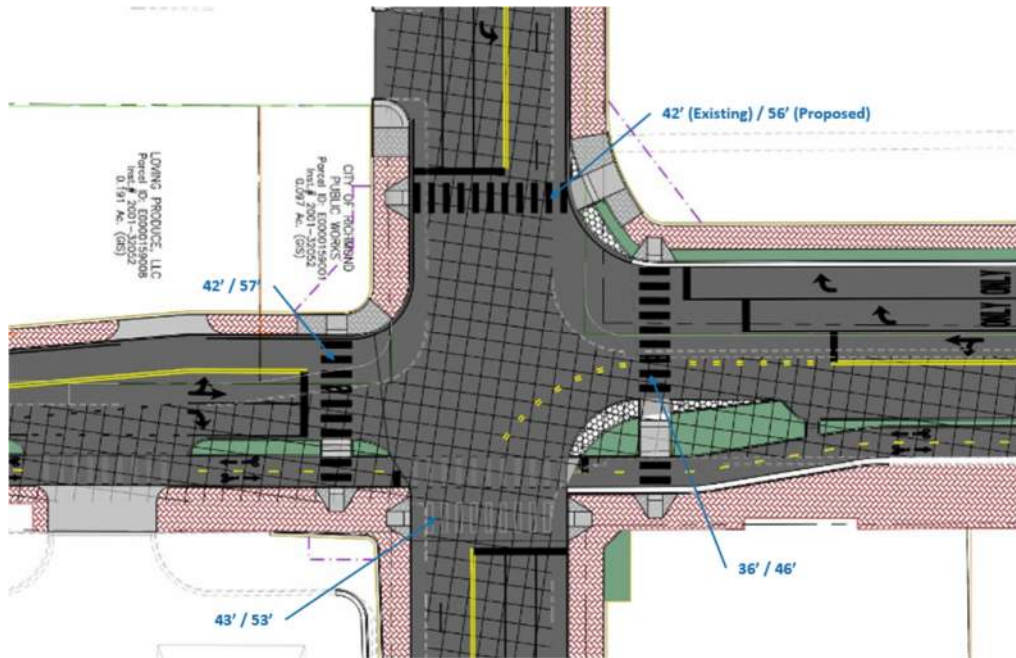 42' (Existing) / 56' (Proposed)
LOVING PRODUCE, LLC
Parcel ID: E0000159008
Inst.# 2001-32052
0.191 Ac. (GIS)
CITY OF RICHMOND
PUBLIC WORKS
Parcel ID: E0000159001
Inst.# 2001-32052
0.097 Ac. (GIS)
42' / 57'
ONLY
ONLY
36' / 46'
43' / 53'